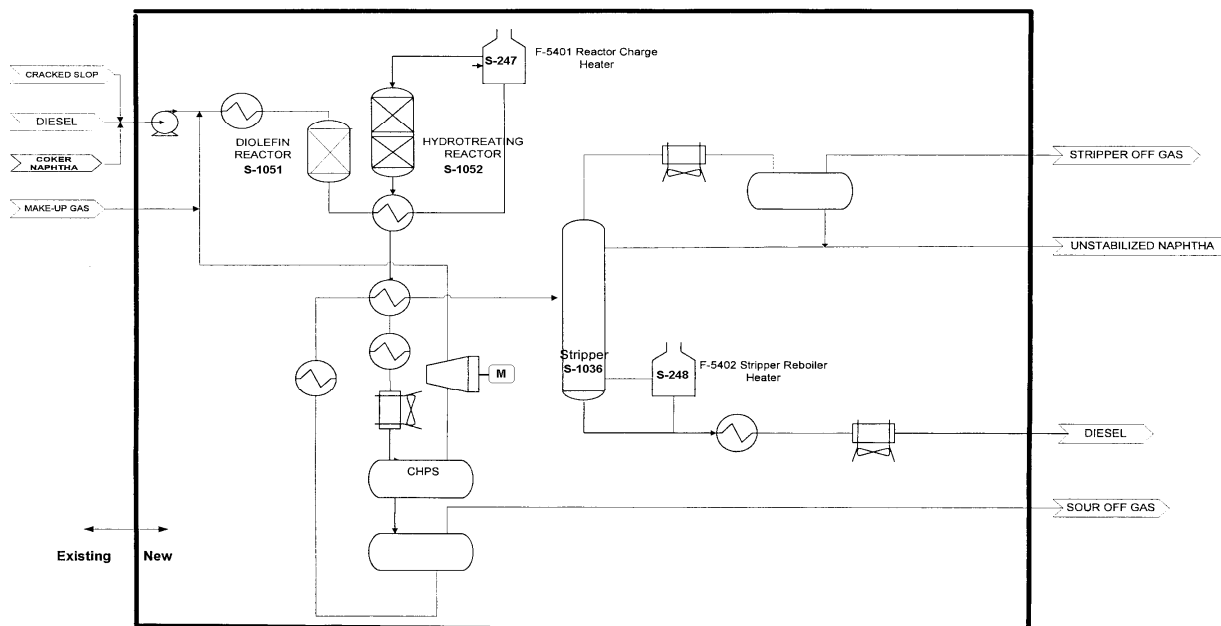 S-247
F-5401 Reactor Charge
Heater
CRACKED SLOP
DIESEL
COKER
NAPHTHA
MAKE-UP GAS
DIOLEFIN
REACTOR
S-1051
HYDROTREATING
REACTOR
S-1052
STRIPPER OFF GAS
UNSTABILIZED NAPHTHA
Stripper
S-1036
S-248
F-5402 Stripper Reboiler
Heater
M
DIESEL
CHPS
SOUR OFF GAS
Existing
New